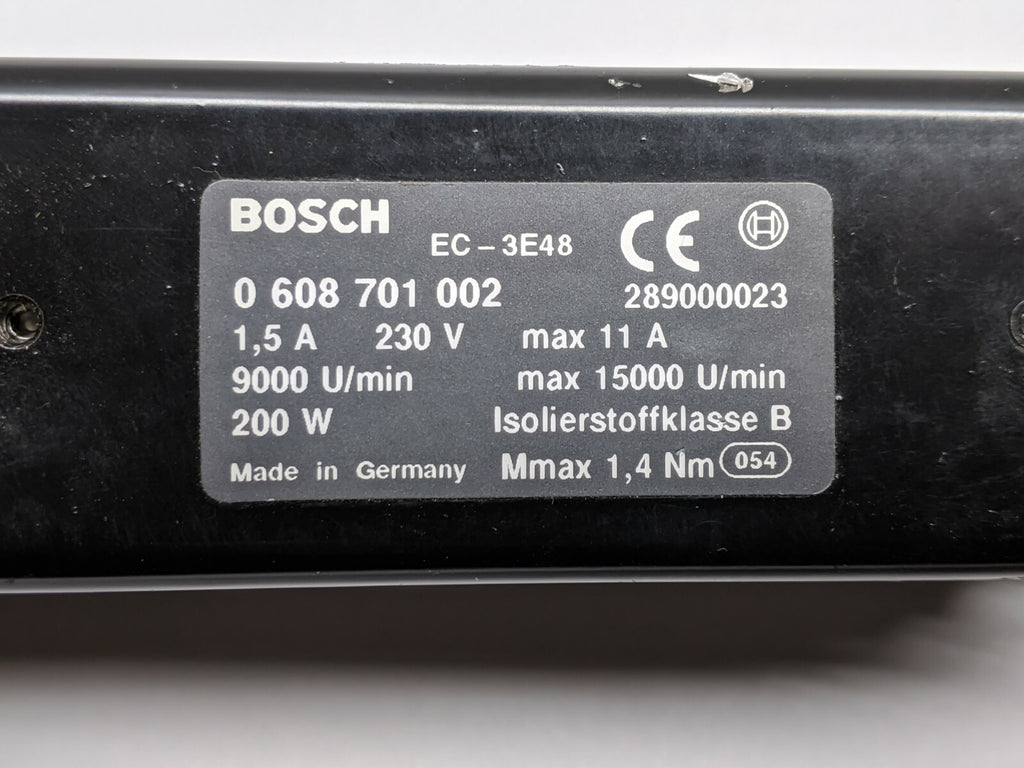 BOSCH
EC – 3E48
CE
0 608 701 002
289000023
1,5 A 230 V max 11 A
9000 U/min max 15000 U/min
200 W Isolierstoffklasse B
Made in Germany Mmax 1,4 Nm 054